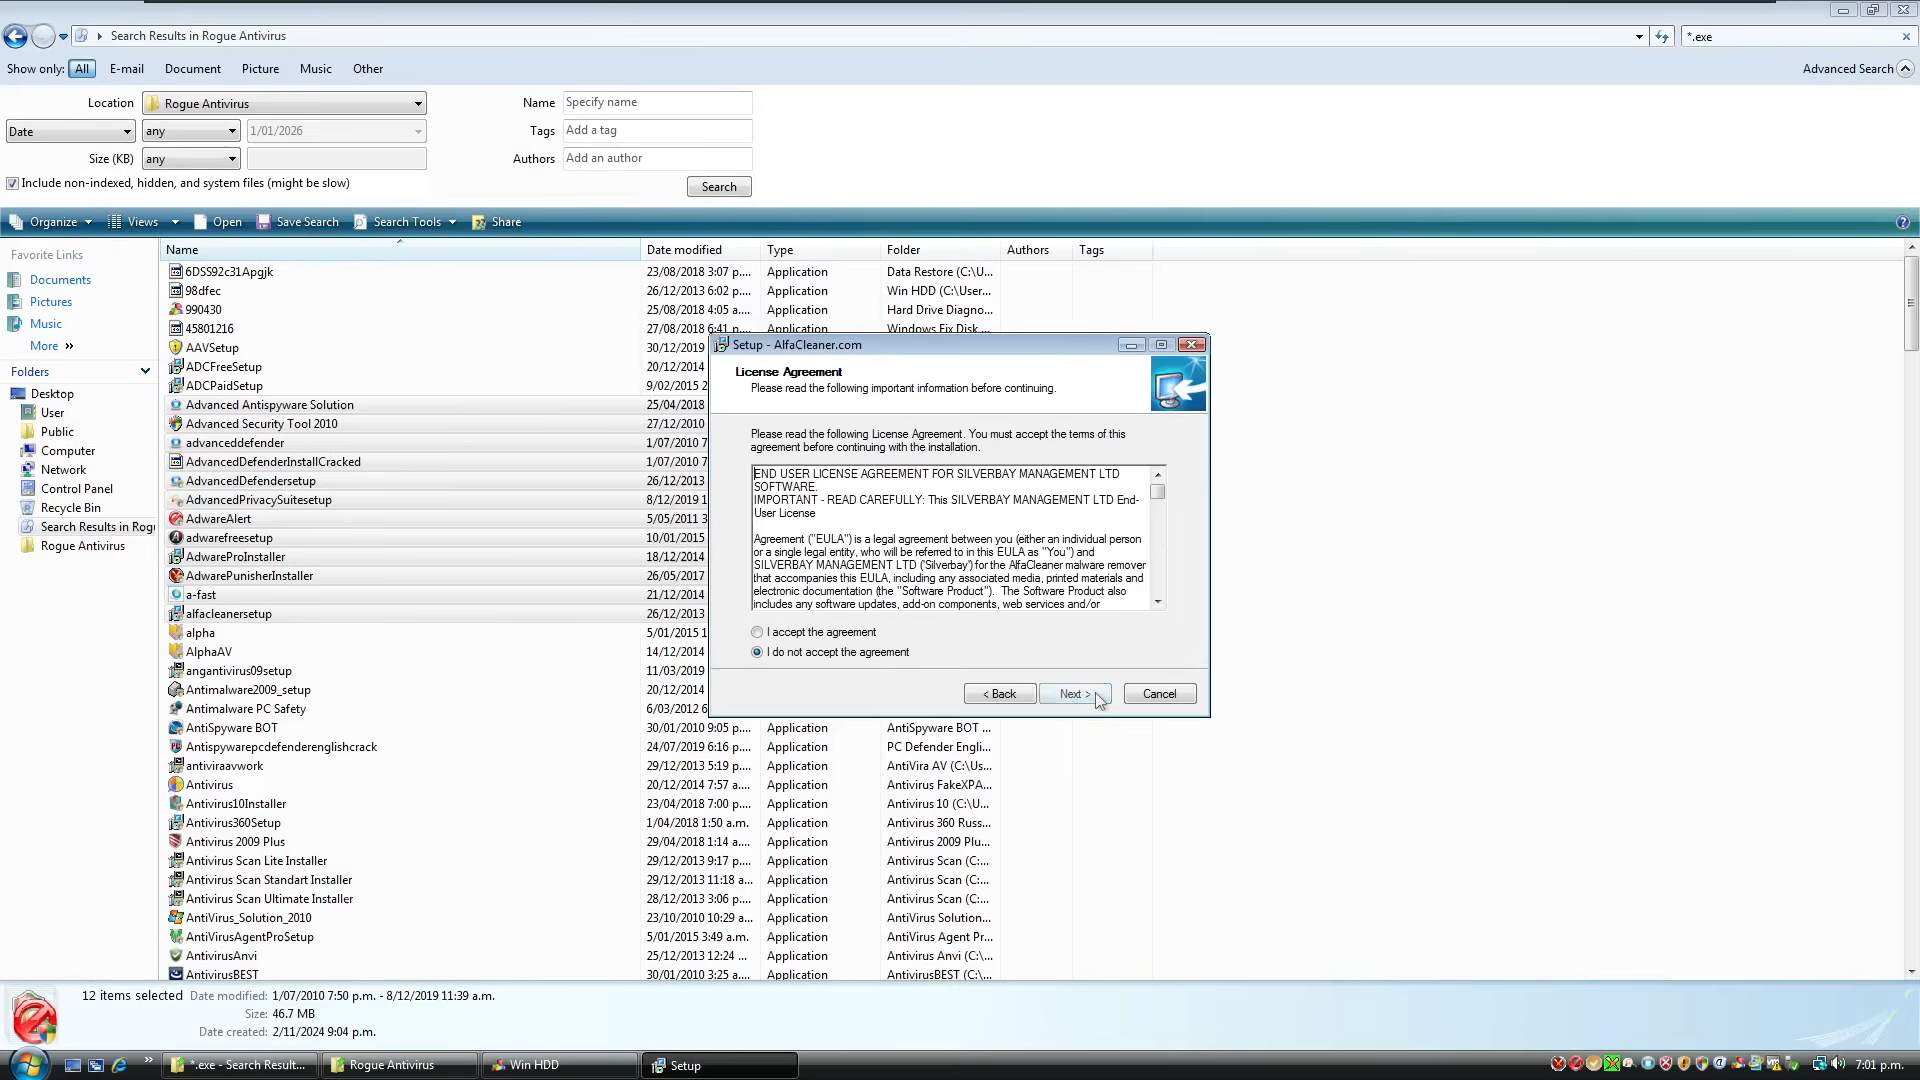 Search Results in Rogue Antivirus
*.exe
Show only: All E-mail Document Picture Music Other
Advanced Search
Location Rogue Antivirus
Name Specify name
Date any 1/01/2026
Tags Add a tag
Size (KB) any
Authors Add an author
Include non-indexed, hidden, and system files (might be slow)
Search
Organize Views Open Save Search Search Tools Share
Favorite Links
Documents
Pictures
Music
More »
Folders
Desktop
User
Public
Computer
Network
Control Panel
Recycle Bin
Search Results in Rog
Rogue Antivirus
Name Date modified Type Folder Authors Tags
6DSS92c31Apgjk 23/08/2018 3:07 p.... Application Data Restore (C:\U...
98dfec 26/12/2013 6:02 p.... Application Win HDD (C:\User...
990430 25/08/2018 4:05 a.... Application Hard Drive Diagno...
45801216 27/08/2018 6:41 p.... Application Windows Fix Disk
AAVSetup 30/12/2019
ADCFreeSetup 20/12/2014
ADCPaidSetup 9/02/2015 2
Advanced Antispyware Solution 25/04/2018
Advanced Security Tool 2010 27/12/2010
advanceddefender 1/07/2010 7
AdvancedDefenderInstallCracked 1/07/2010 7
AdvancedDefendersetup 26/12/2013
AdvancedPrivacySuitesetup 8/12/2019 1
AdwareAlert 5/05/2011 3
adwarefreesetup 10/01/2015
AdwareProInstaller 18/12/2014
AdwarePunisherInstaller 26/05/2017
a-fast 21/12/2014
alfacleanersetup 26/12/2013
alpha 5/01/2015 1
AlphaAV 14/12/2014
angantivirus09setup 11/03/2019
Antimalware2009_setup 20/12/2014
Antimalware PC Safety 6/03/2012 6
AntiSpyware BOT 30/01/2010 9:05 p.... Application AntiSpyware BOT ...
Antispywarepcdefenderenglishcrack 24/07/2019 6:16 p.... Application PC Defender Engli...
antiviraavwork 29/12/2013 5:19 p.... Application AntiVira AV (C:\Us...
Antivirus 20/12/2014 7:57 a.... Application Antivirus FakeXPA...
Antivirus10Installer 23/04/2018 7:00 p.... Application Antivirus 10 (C:\U...
Antivirus360Setup 1/04/2018 1:50 a.m. Application Antivirus 360 Russ...
Antivirus 2009 Plus 29/04/2018 1:14 a.... Application Antivirus 2009 Plu...
Antivirus Scan Lite Installer 29/12/2013 9:17 p.... Application Antivirus Scan (C:...
Antivirus Scan Standart Installer 29/12/2013 11:18 a... Application Antivirus Scan (C:...
Antivirus Scan Ultimate Installer 28/12/2013 3:06 p.... Application Antivirus Scan (C:...
AntiVirus_Solution_2010 23/10/2010 10:29 a... Application AntiVirus Solution...
AntiVirusAgentProSetup 5/01/2015 3:49 a.m. Application AntiVirus Agent Pr...
AntivirusAnvi 25/12/2013 12:24 ... Application Antivirus Anvi (C:\...
AntivirusBEST 30/01/2010 3:25 a.... Application AntivirusBEST (C:\...
Setup - AlfaCleaner.com
License Agreement
Please read the following important information before continuing.
Please read the following License Agreement. You must accept the terms of this
agreement before continuing with the installation.
END USER LICENSE AGREEMENT FOR SILVERBAY MANAGEMENT LTD
SOFTWARE.
IMPORTANT - READ CAREFULLY: This SILVERBAY MANAGEMENT LTD End-
User License
Agreement ("EULA") is a legal agreement between you (either an individual person
or a single legal entity, who will be referred to in this EULA as "You") and
SILVERBAY MANAGEMENT LTD ('Silverbay') for the AlfaCleaner malware remover
that accompanies this EULA, including any associated media, printed materials and
electronic documentation (the "Software Product"). The Software Product also
includes any software updates, add-on components, web services and/or
I accept the agreement
I do not accept the agreement
< Back Next > Cancel
12 items selected Date modified: 1/07/2010 7:50 p.m. - 8/12/2019 11:39 a.m.
Size: 46.7 MB
Date created: 2/11/2024 9:04 p.m.
» *.exe - Search Result... Rogue Antivirus Win HDD Setup 7:01 p.m.